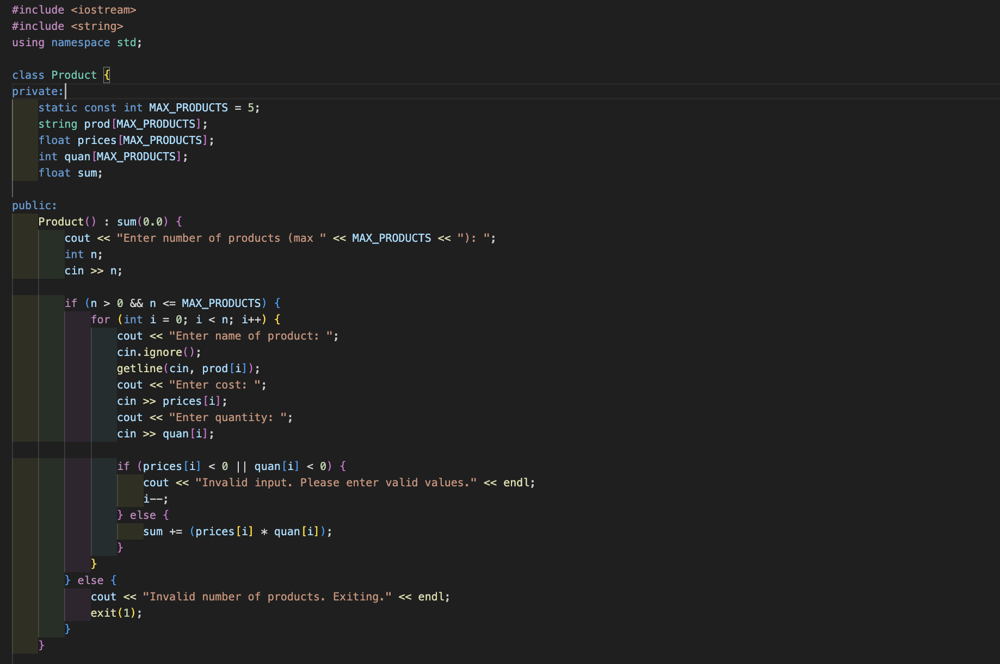 #include <iostream>
#include <string>
using namespace std;

class Product {
private:
    static const int MAX_PRODUCTS = 5;
    string prod[MAX_PRODUCTS];
    float prices[MAX_PRODUCTS];
    int quan[MAX_PRODUCTS];
    float sum;

public:
    Product() : sum(0.0) {
        cout << "Enter number of products (max " << MAX_PRODUCTS << "): ";
        int n;
        cin >> n;

        if (n > 0 && n <= MAX_PRODUCTS) {
            for (int i = 0; i < n; i++) {
                cout << "Enter name of product: ";
                cin.ignore();
                getline(cin, prod[i]);
                cout << "Enter cost: ";
                cin >> prices[i];
                cout << "Enter quantity: ";
                cin >> quan[i];

                if (prices[i] < 0 || quan[i] < 0) {
                    cout << "Invalid input. Please enter valid values." << endl;
                    i--;
                } else {
                    sum += (prices[i] * quan[i]);
                }
            }
        } else {
            cout << "Invalid number of products. Exiting." << endl;
            exit(1);
        }
    }